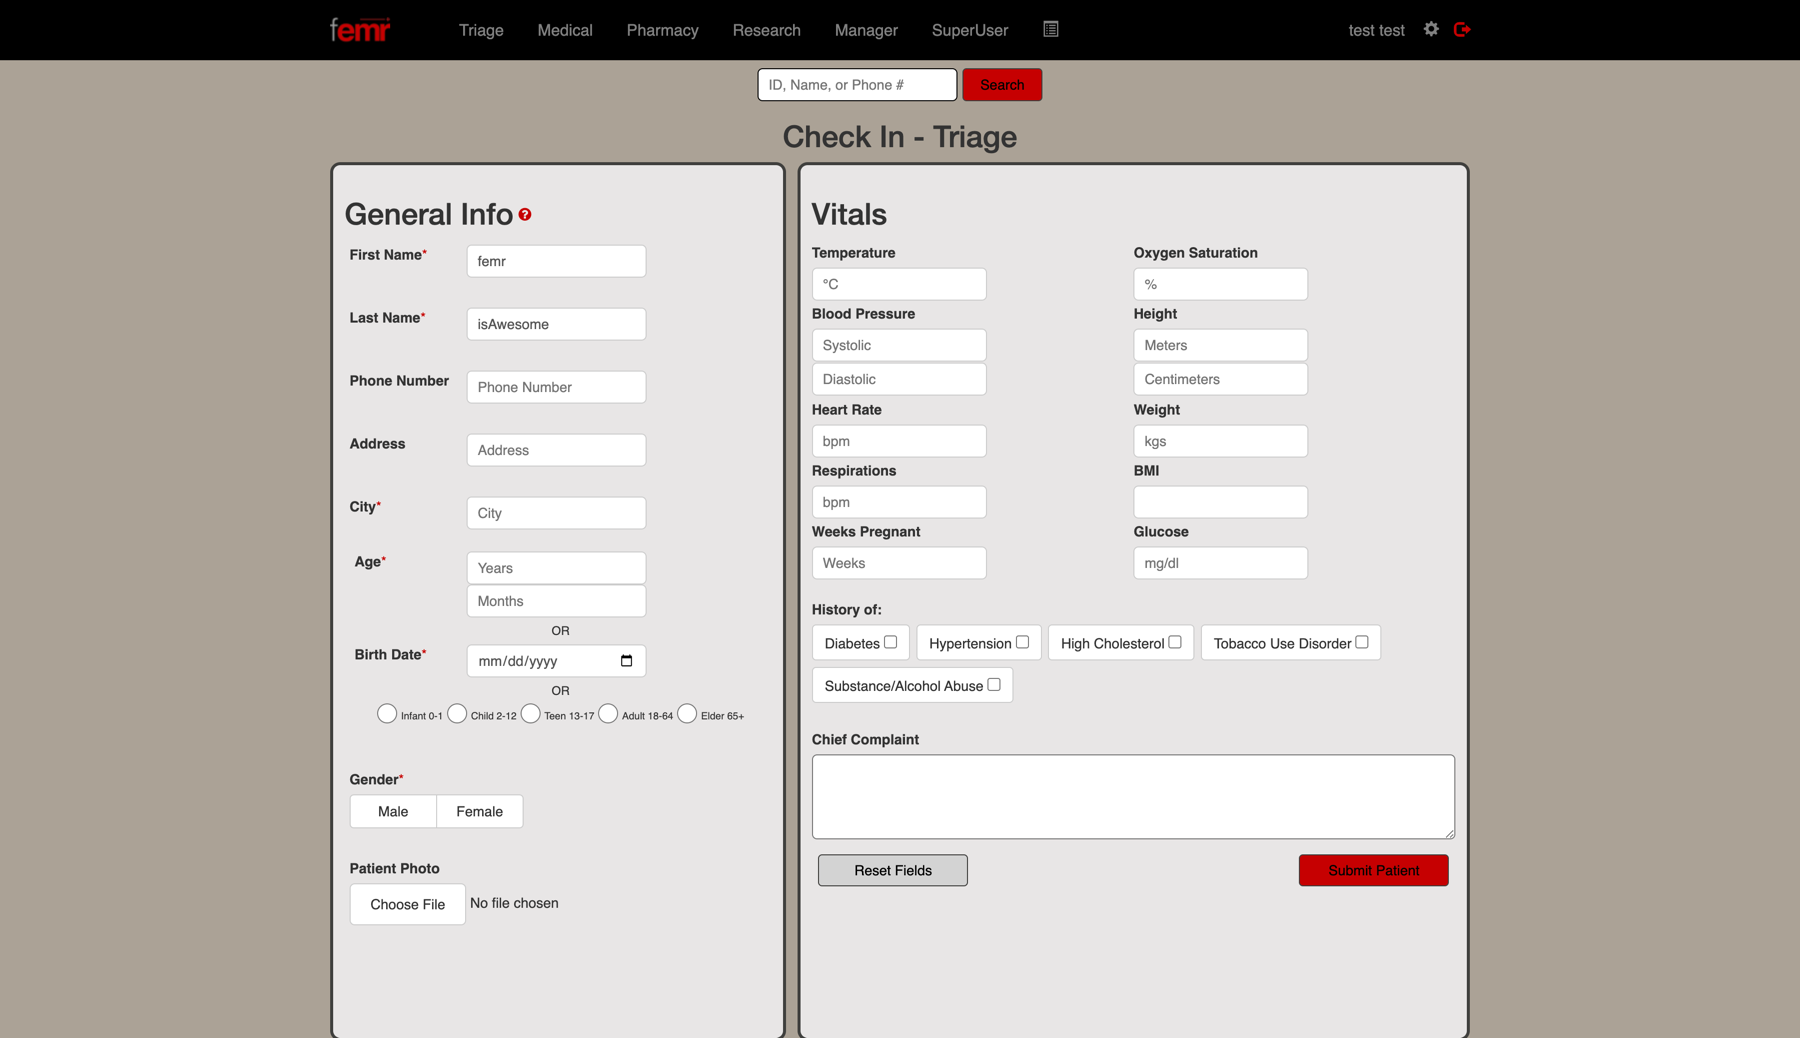 femr Triage Medical Pharmacy Research Manager SuperUser test test
ID, Name, or Phone # Search
Check In - Triage
General Info ?
First Name* femr
Last Name* isAwesome
Phone Number Phone Number
Address Address
City* City
Age* Years
Months
OR
Birth Date* mm/dd/yyyy
OR
Infant 0-1 Child 2-12 Teen 13-17 Adult 18-64 Elder 65+
Gender*
Male Female
Patient Photo
Choose File No file chosen
Vitals
Temperature Oxygen Saturation
°C %
Blood Pressure Height
Systolic Meters
Diastolic Centimeters
Heart Rate Weight
bpm kgs
Respirations BMI
bpm
Weeks Pregnant Glucose
Weeks mg/dl
History of:
Diabetes Hypertension High Cholesterol Tobacco Use Disorder
Substance/Alcohol Abuse
Chief Complaint
Reset Fields Submit Patient